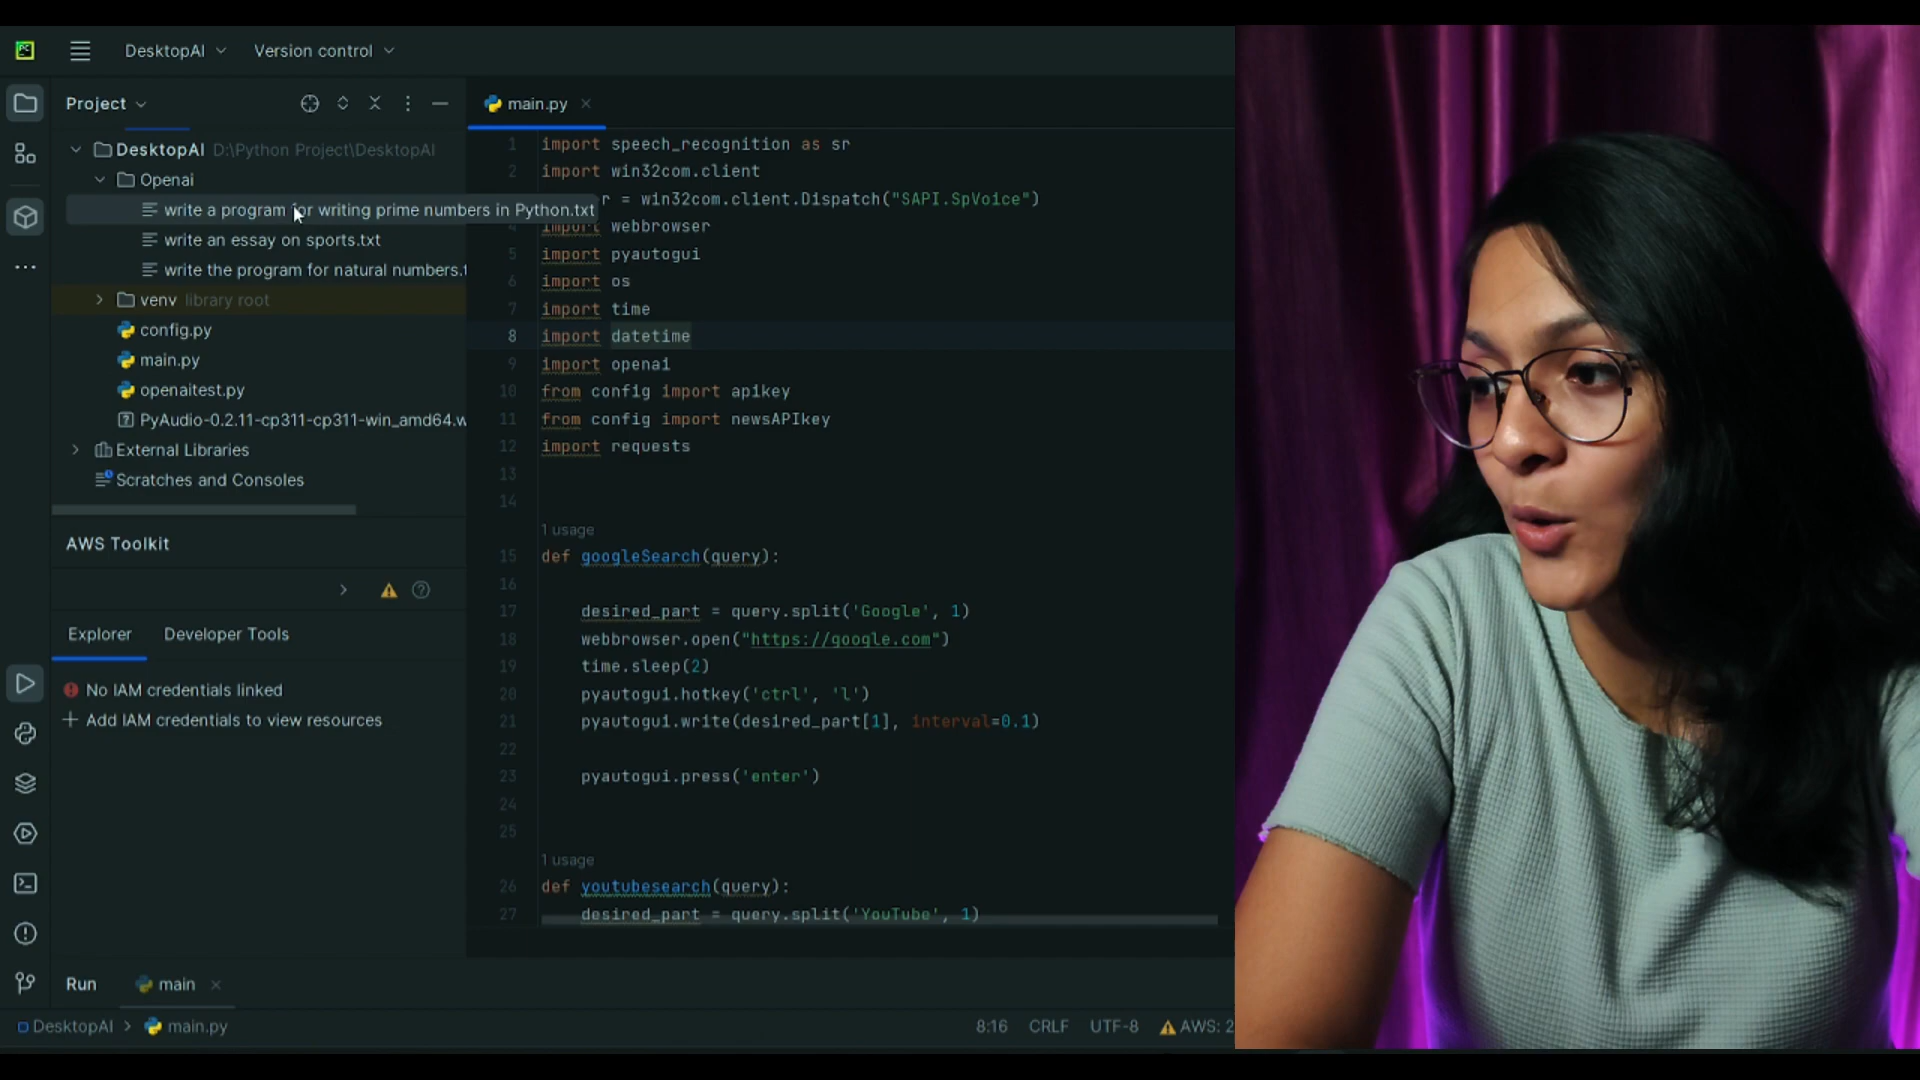 DesktopAI
Version control
Project
main.py
DesktopAI D:\Python Project\DesktopAI
Openai
write a program for writing prime numbers in Python.txt
write an essay on sports.txt
write the program for natural numbers.t
venv library root
config.py
main.py
openaitest.py
PyAudio-0.2.11-cp311-cp311-win_amd64.w
External Libraries
Scratches and Consoles
AWS Toolkit
Explorer Developer Tools
No IAM credentials linked
Add IAM credentials to view resources
1 import speech_recognition as sr
2 import win32com.client
r = win32com.client.Dispatch("SAPI.SpVoice")
4 import webbrowser
5 import pyautogui
6 import os
7 import time
8 import datetime
9 import openai
10 from config import apikey
11 from config import newsAPIkey
12 import requests
13
14
1 usage
15 def googleSearch(query):
16
17 desired_part = query.split('Google', 1)
18 webbrowser.open("https://google.com")
19 time.sleep(2)
20 pyautogui.hotkey('ctrl', 'l')
21 pyautogui.write(desired_part[1], interval=0.1)
22
23 pyautogui.press('enter')
24
25
1 usage
26 def youtubesearch(query):
27 desired_part = query.split('YouTube', 1)
Run main
DesktopAI main.py
8:16 CRLF UTF-8 AWS: 2